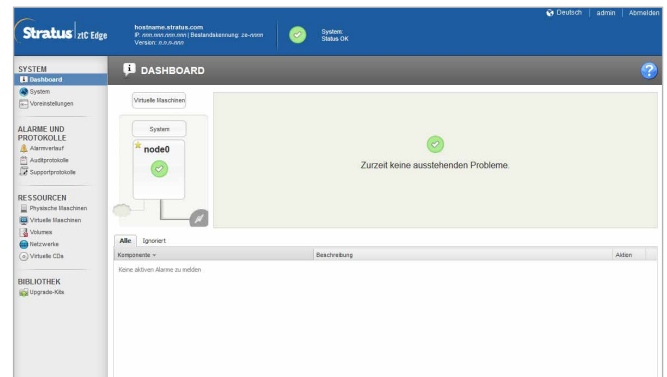 Deutsch | admin | Abmelden
Stratus ztC Edge
hostname.stratus.com
IP: nnn.nnn.nnn.nnn | Bestandskennung: ze-nnnn
Version: n.n.n-nnn
System:
Status OK
SYSTEM
Dashboard
System
Voreinstellungen
ALARME UND
PROTOKOLLE
Alarmverlauf
Auditprotokolle
Supportprotokolle
RESSOURCEN
Physische Maschinen
Virtuelle Maschinen
Volumes
Netzwerke
Virtuelle CDs
BIBLIOTHEK
Upgrade-Kits
DASHBOARD
?
Virtuelle Maschinen
System
node0
Zurzeit keine ausstehenden Probleme.
Alle Ignoriert
Komponente Beschreibung Aktion
Keine aktiven Alarme zu melden